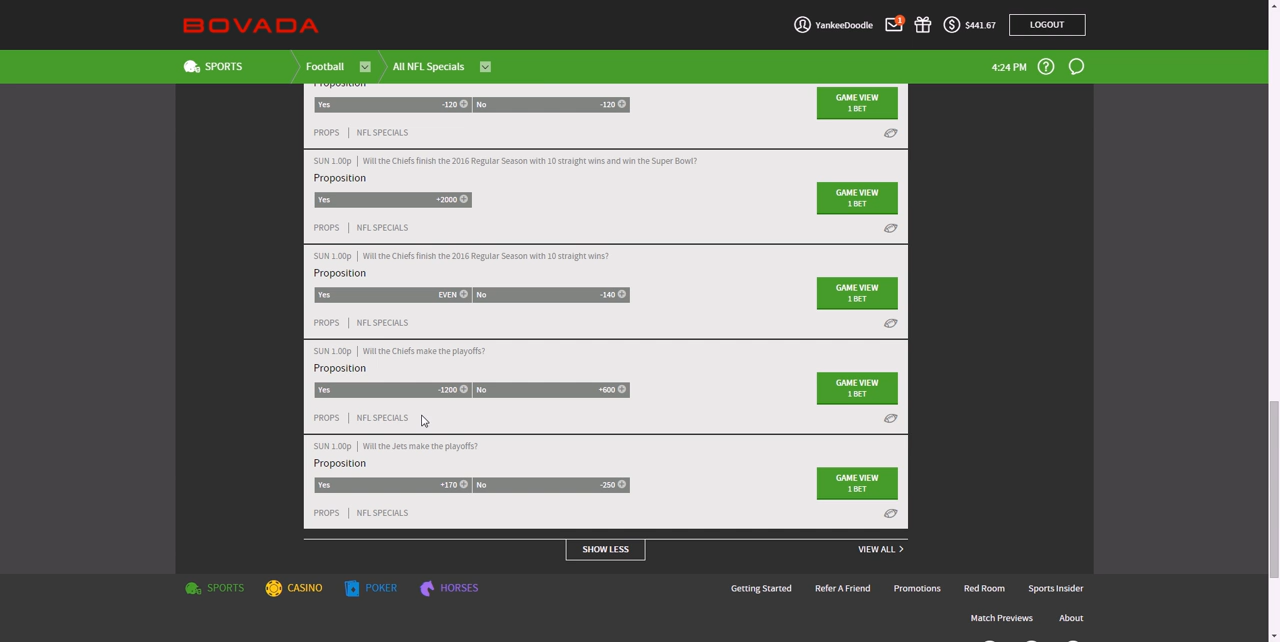 BOVADA
YankeeDoodle 1 $441.67 LOGOUT
SPORTS Football All NFL Specials 4:24 PM ?
Proposition
Yes -120 No -120
GAME VIEW
1 BET
PROPS | NFL SPECIALS
SUN 1.00p | Will the Chiefs finish the 2016 Regular Season with 10 straight wins and win the Super Bowl?
Proposition
Yes +2000
GAME VIEW
1 BET
PROPS | NFL SPECIALS
SUN 1.00p | Will the Chiefs finish the 2016 Regular Season with 10 straight wins?
Proposition
Yes EVEN No -140
GAME VIEW
1 BET
PROPS | NFL SPECIALS
SUN 1.00p | Will the Chiefs make the playoffs?
Proposition
Yes -1200 No +600
GAME VIEW
1 BET
PROPS | NFL SPECIALS
SUN 1.00p | Will the Jets make the playoffs?
Proposition
Yes +170 No -250
GAME VIEW
1 BET
PROPS | NFL SPECIALS
SHOW LESS VIEW ALL >
SPORTS CASINO POKER HORSES Getting Started Refer A Friend Promotions Red Room Sports Insider
Match Previews About